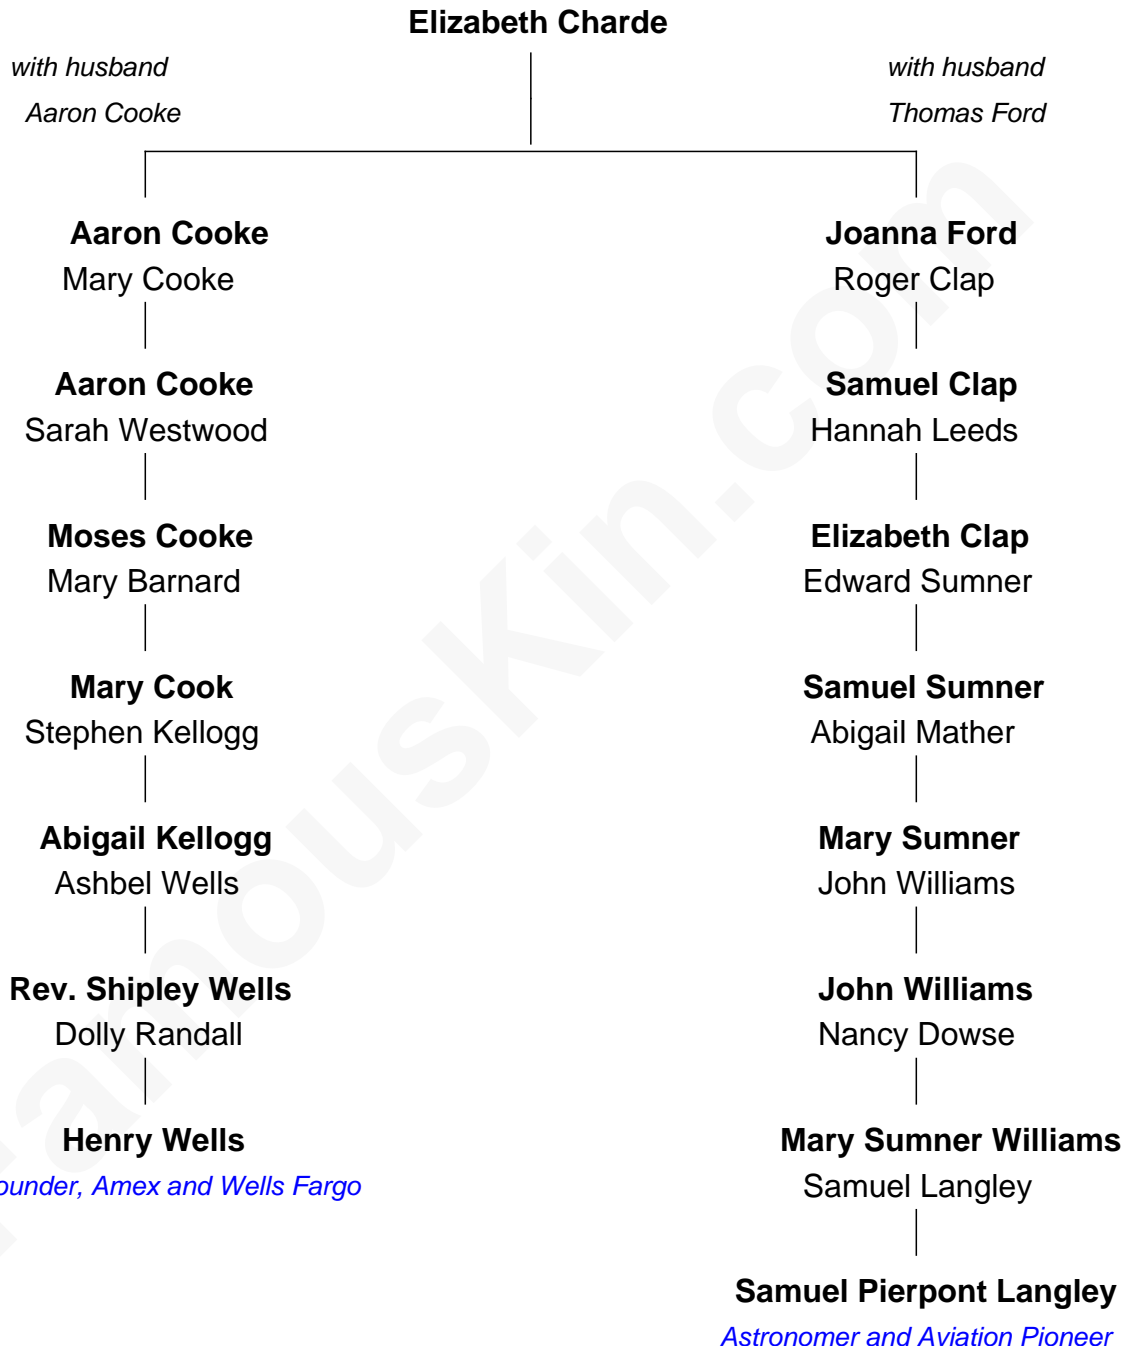 Elizabeth Charde
with husband
Aaron Cooke
with husband
Thomas Ford
Aaron Cooke
Mary Cooke
Joanna Ford
Roger Clap
Aaron Cooke
Sarah Westwood
Samuel Clap
Hannah Leeds
Moses Cooke
Mary Barnard
Elizabeth Clap
Edward Sumner
Mary Cook
Stephen Kellogg
Samuel Sumner
Abigail Mather
Abigail Kellogg
Ashbel Wells
Mary Sumner
John Williams
Rev. Shipley Wells
Dolly Randall
John Williams
Nancy Dowse
Henry Wells
ounder, Amex and Wells Fargo
Mary Sumner Williams
Samuel Langley
Samuel Pierpont Langley
Astronomer and Aviation Pioneer
FamousKin.com